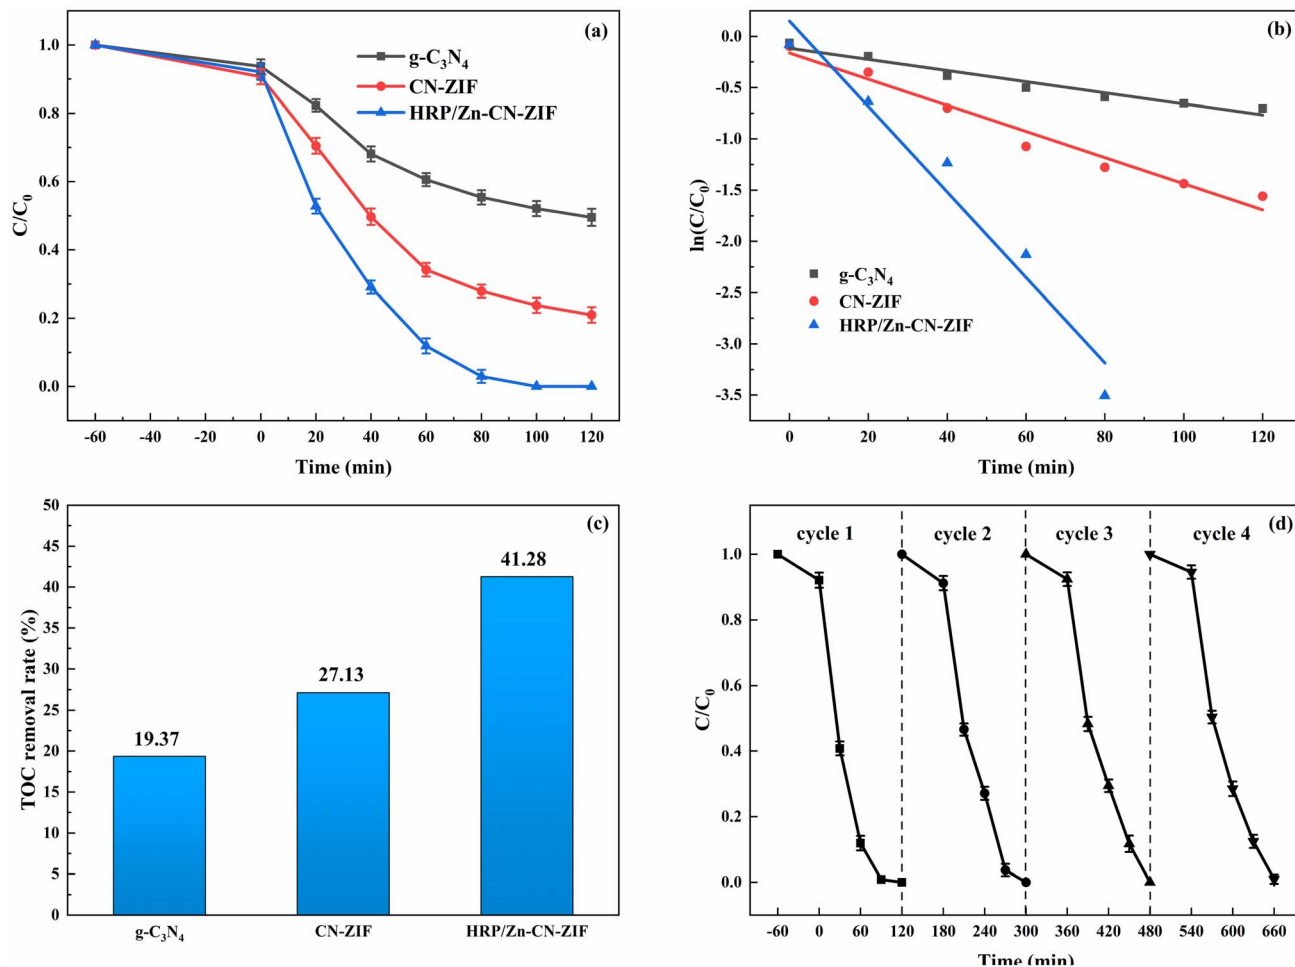 (a)
g-C₃N₄
CN-ZIF
HRP/Zn-CN-ZIF
C/C₀
1.0
0.8
0.6
0.4
0.2
0.0
-60 -40 -20 0 20 40 60 80 100 120
Time (min)
(b)
ln(C/C₀)
0.0
-0.5
-1.0
-1.5
-2.0
-2.5
-3.0
-3.5
g-C₃N₄
CN-ZIF
HRP/Zn-CN-ZIF
0 20 40 60 80 100 120
Time (min)
(c)
TOC removal rate (%)
50
45
40
35
30
25
20
15
10
5
0
19.37
27.13
41.28
g-C₃N₄ CN-ZIF HRP/Zn-CN-ZIF
(d)
cycle 1 cycle 2 cycle 3 cycle 4
C/C₀
1.0
0.8
0.6
0.4
0.2
0.0
-60 0 60 120 180 240 300 360 420 480 540 600 660
Time (min)